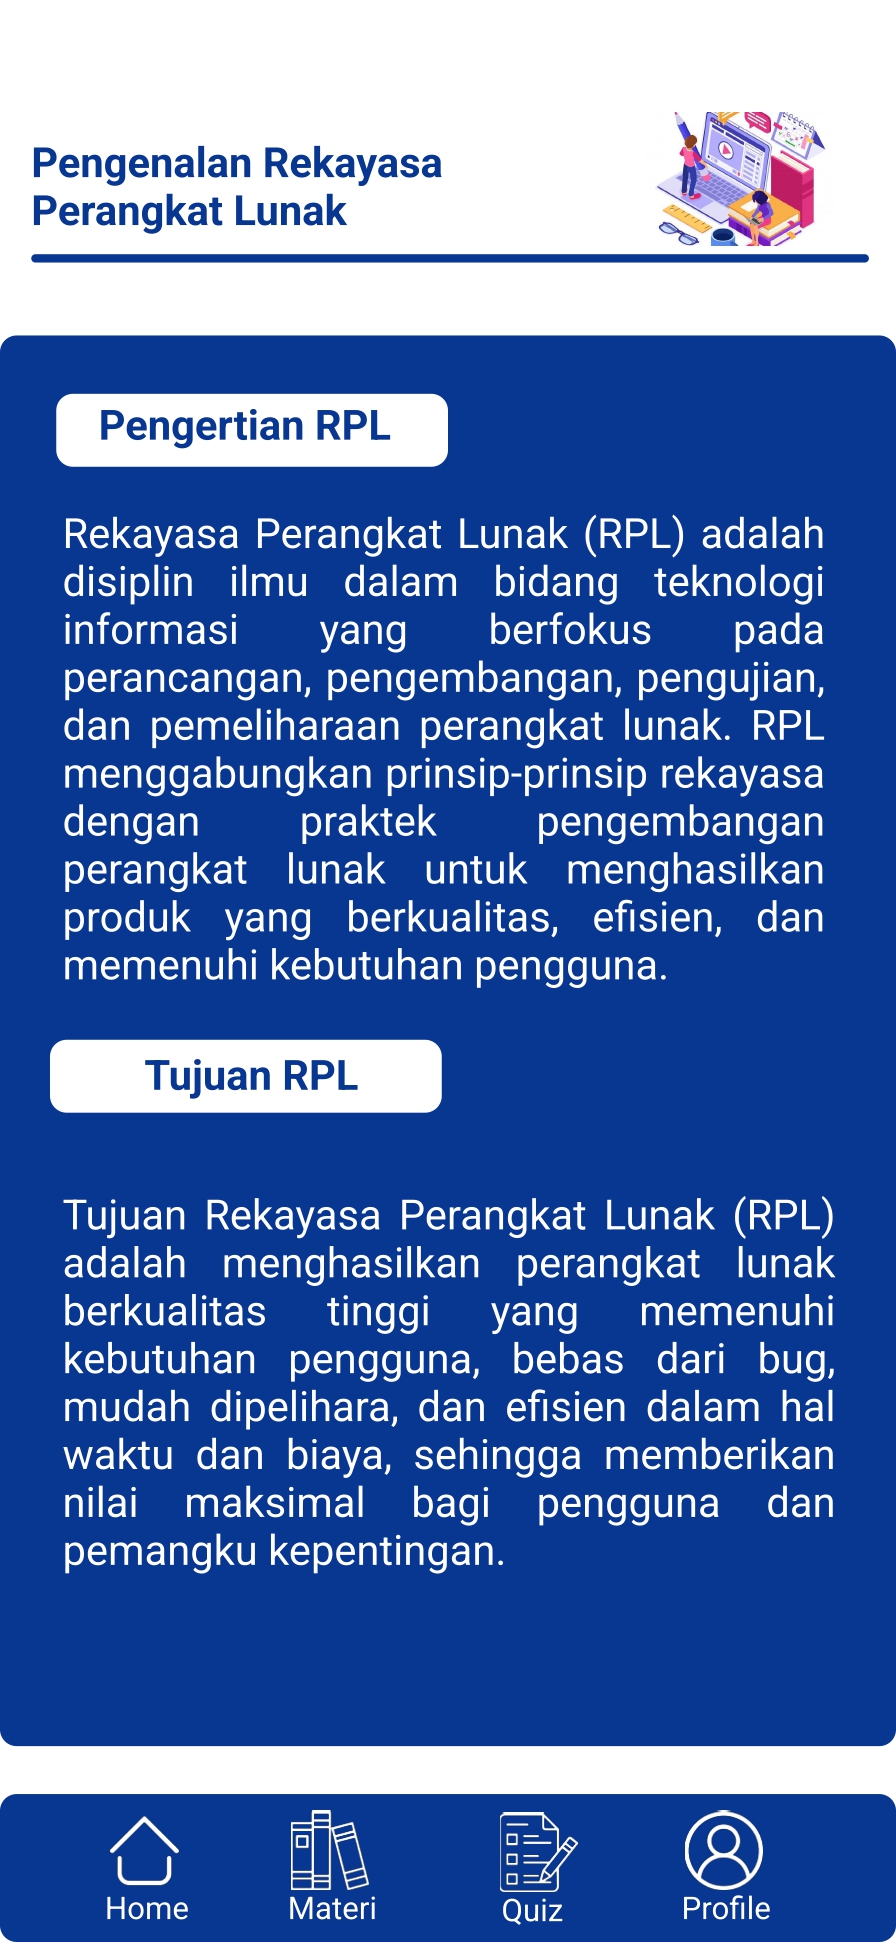 Pengenalan Rekayasa
Perangkat Lunak
Pengertian RPL
Rekayasa Perangkat Lunak (RPL) adalah
disiplin ilmu dalam bidang teknologi
informasi yang berfokus pada
perancangan, pengembangan, pengujian,
dan pemeliharaan perangkat lunak. RPL
menggabungkan prinsip-prinsip rekayasa
dengan praktek pengembangan
perangkat lunak untuk menghasilkan
produk yang berkualitas, efisien, dan
memenuhi kebutuhan pengguna.
Tujuan RPL
Tujuan Rekayasa Perangkat Lunak (RPL)
adalah menghasilkan perangkat lunak
berkualitas tinggi yang memenuhi
kebutuhan pengguna, bebas dari bug,
mudah dipelihara, dan efisien dalam hal
waktu dan biaya, sehingga memberikan
nilai maksimal bagi pengguna dan
pemangku kepentingan.
Home
Materi
Quiz
Profile